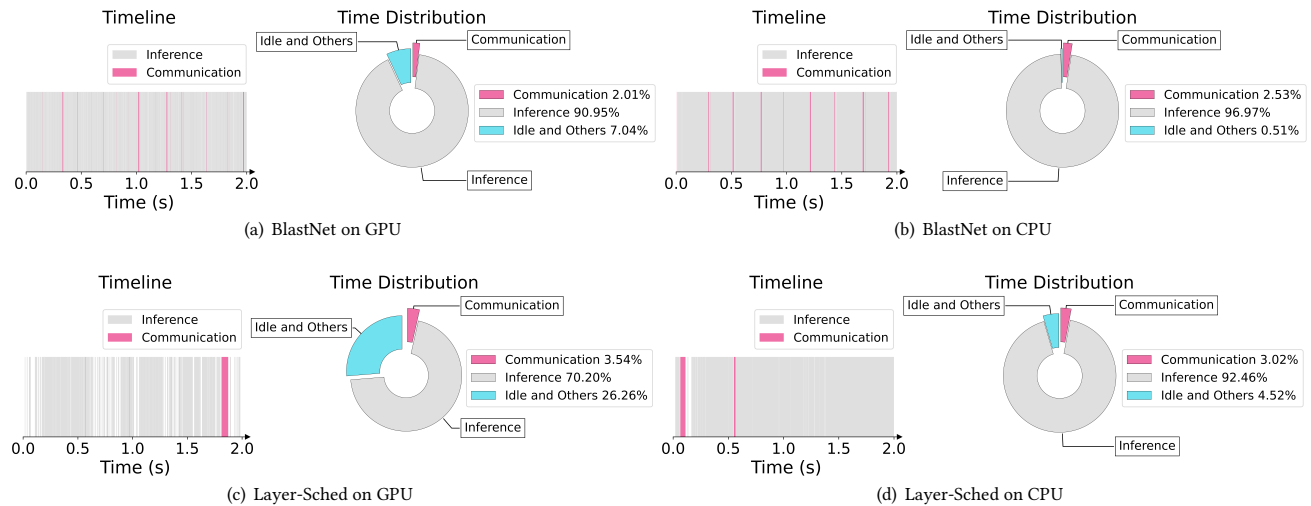 Timeline
Inference
Communication
0.0 0.5 1.0 1.5 2.0
Time (s)
Time Distribution
Idle and Others
Communication
Communication 2.01%
Inference 90.95%
Idle and Others 7.04%
Inference
(a) BlastNet on GPU
Timeline
Inference
Communication
0.0 0.5 1.0 1.5 2.0
Time (s)
Time Distribution
Idle and Others
Communication
Communication 2.53%
Inference 96.97%
Idle and Others 0.51%
Inference
(b) BlastNet on CPU
Timeline
Inference
Communication
0.0 0.5 1.0 1.5 2.0
Time (s)
Time Distribution
Communication
Idle and Others
Communication 3.54%
Inference 70.20%
Idle and Others 26.26%
Inference
(c) Layer-Sched on GPU
Timeline
Inference
Communication
0.0 0.5 1.0 1.5 2.0
Time (s)
Time Distribution
Idle and Others
Communication
Communication 3.02%
Inference 92.46%
Idle and Others 4.52%
Inference
(d) Layer-Sched on CPU